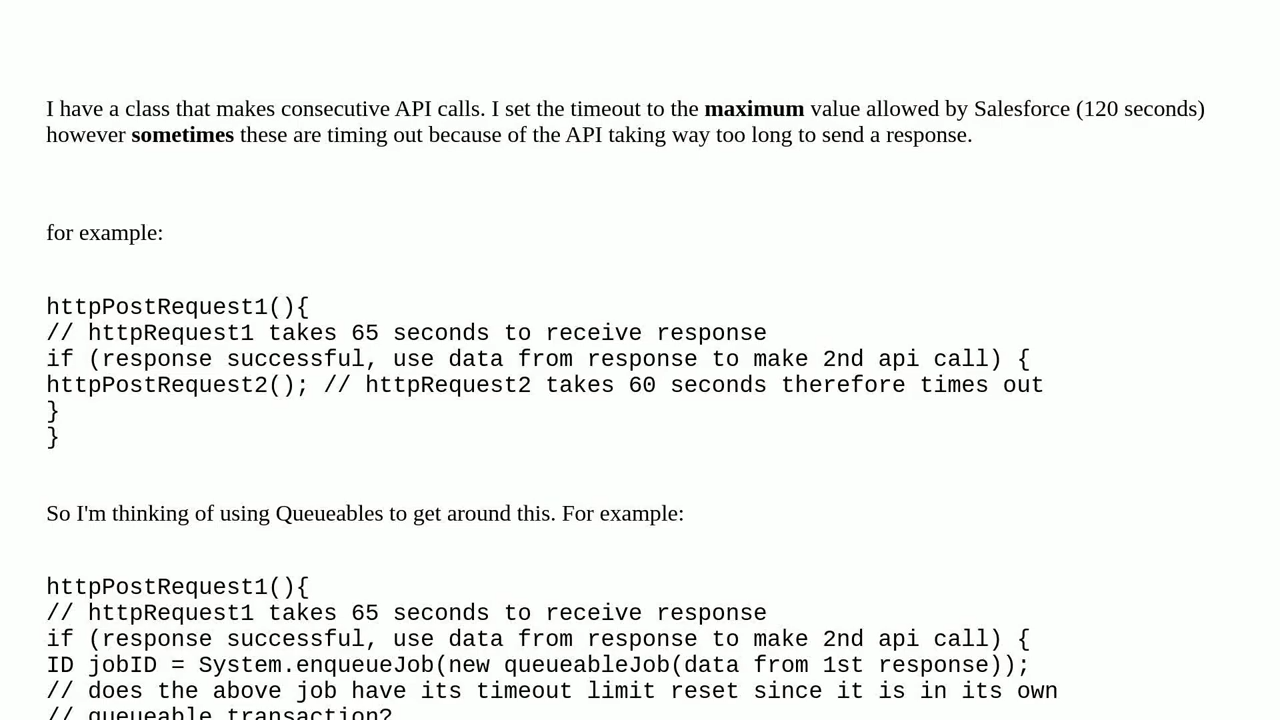 I have a class that makes consecutive API calls. I set the timeout to the maximum value allowed by Salesforce (120 seconds)
however sometimes these are timing out because of the API taking way too long to send a response.
for example:
httpPostRequest1(){
// httpRequest1 takes 65 seconds to receive response
if (response successful, use data from response to make 2nd api call) {
httpPostRequest2(); // httpRequest2 takes 60 seconds therefore times out
}
}
So I'm thinking of using Queueables to get around this. For example:
httpPostRequest1(){
// httpRequest1 takes 65 seconds to receive response
if (response successful, use data from response to make 2nd api call) {
ID jobID = System.enqueueJob(new queueableJob(data from 1st response));
// does the above job have its timeout limit reset since it is in its own
// queueable transaction?